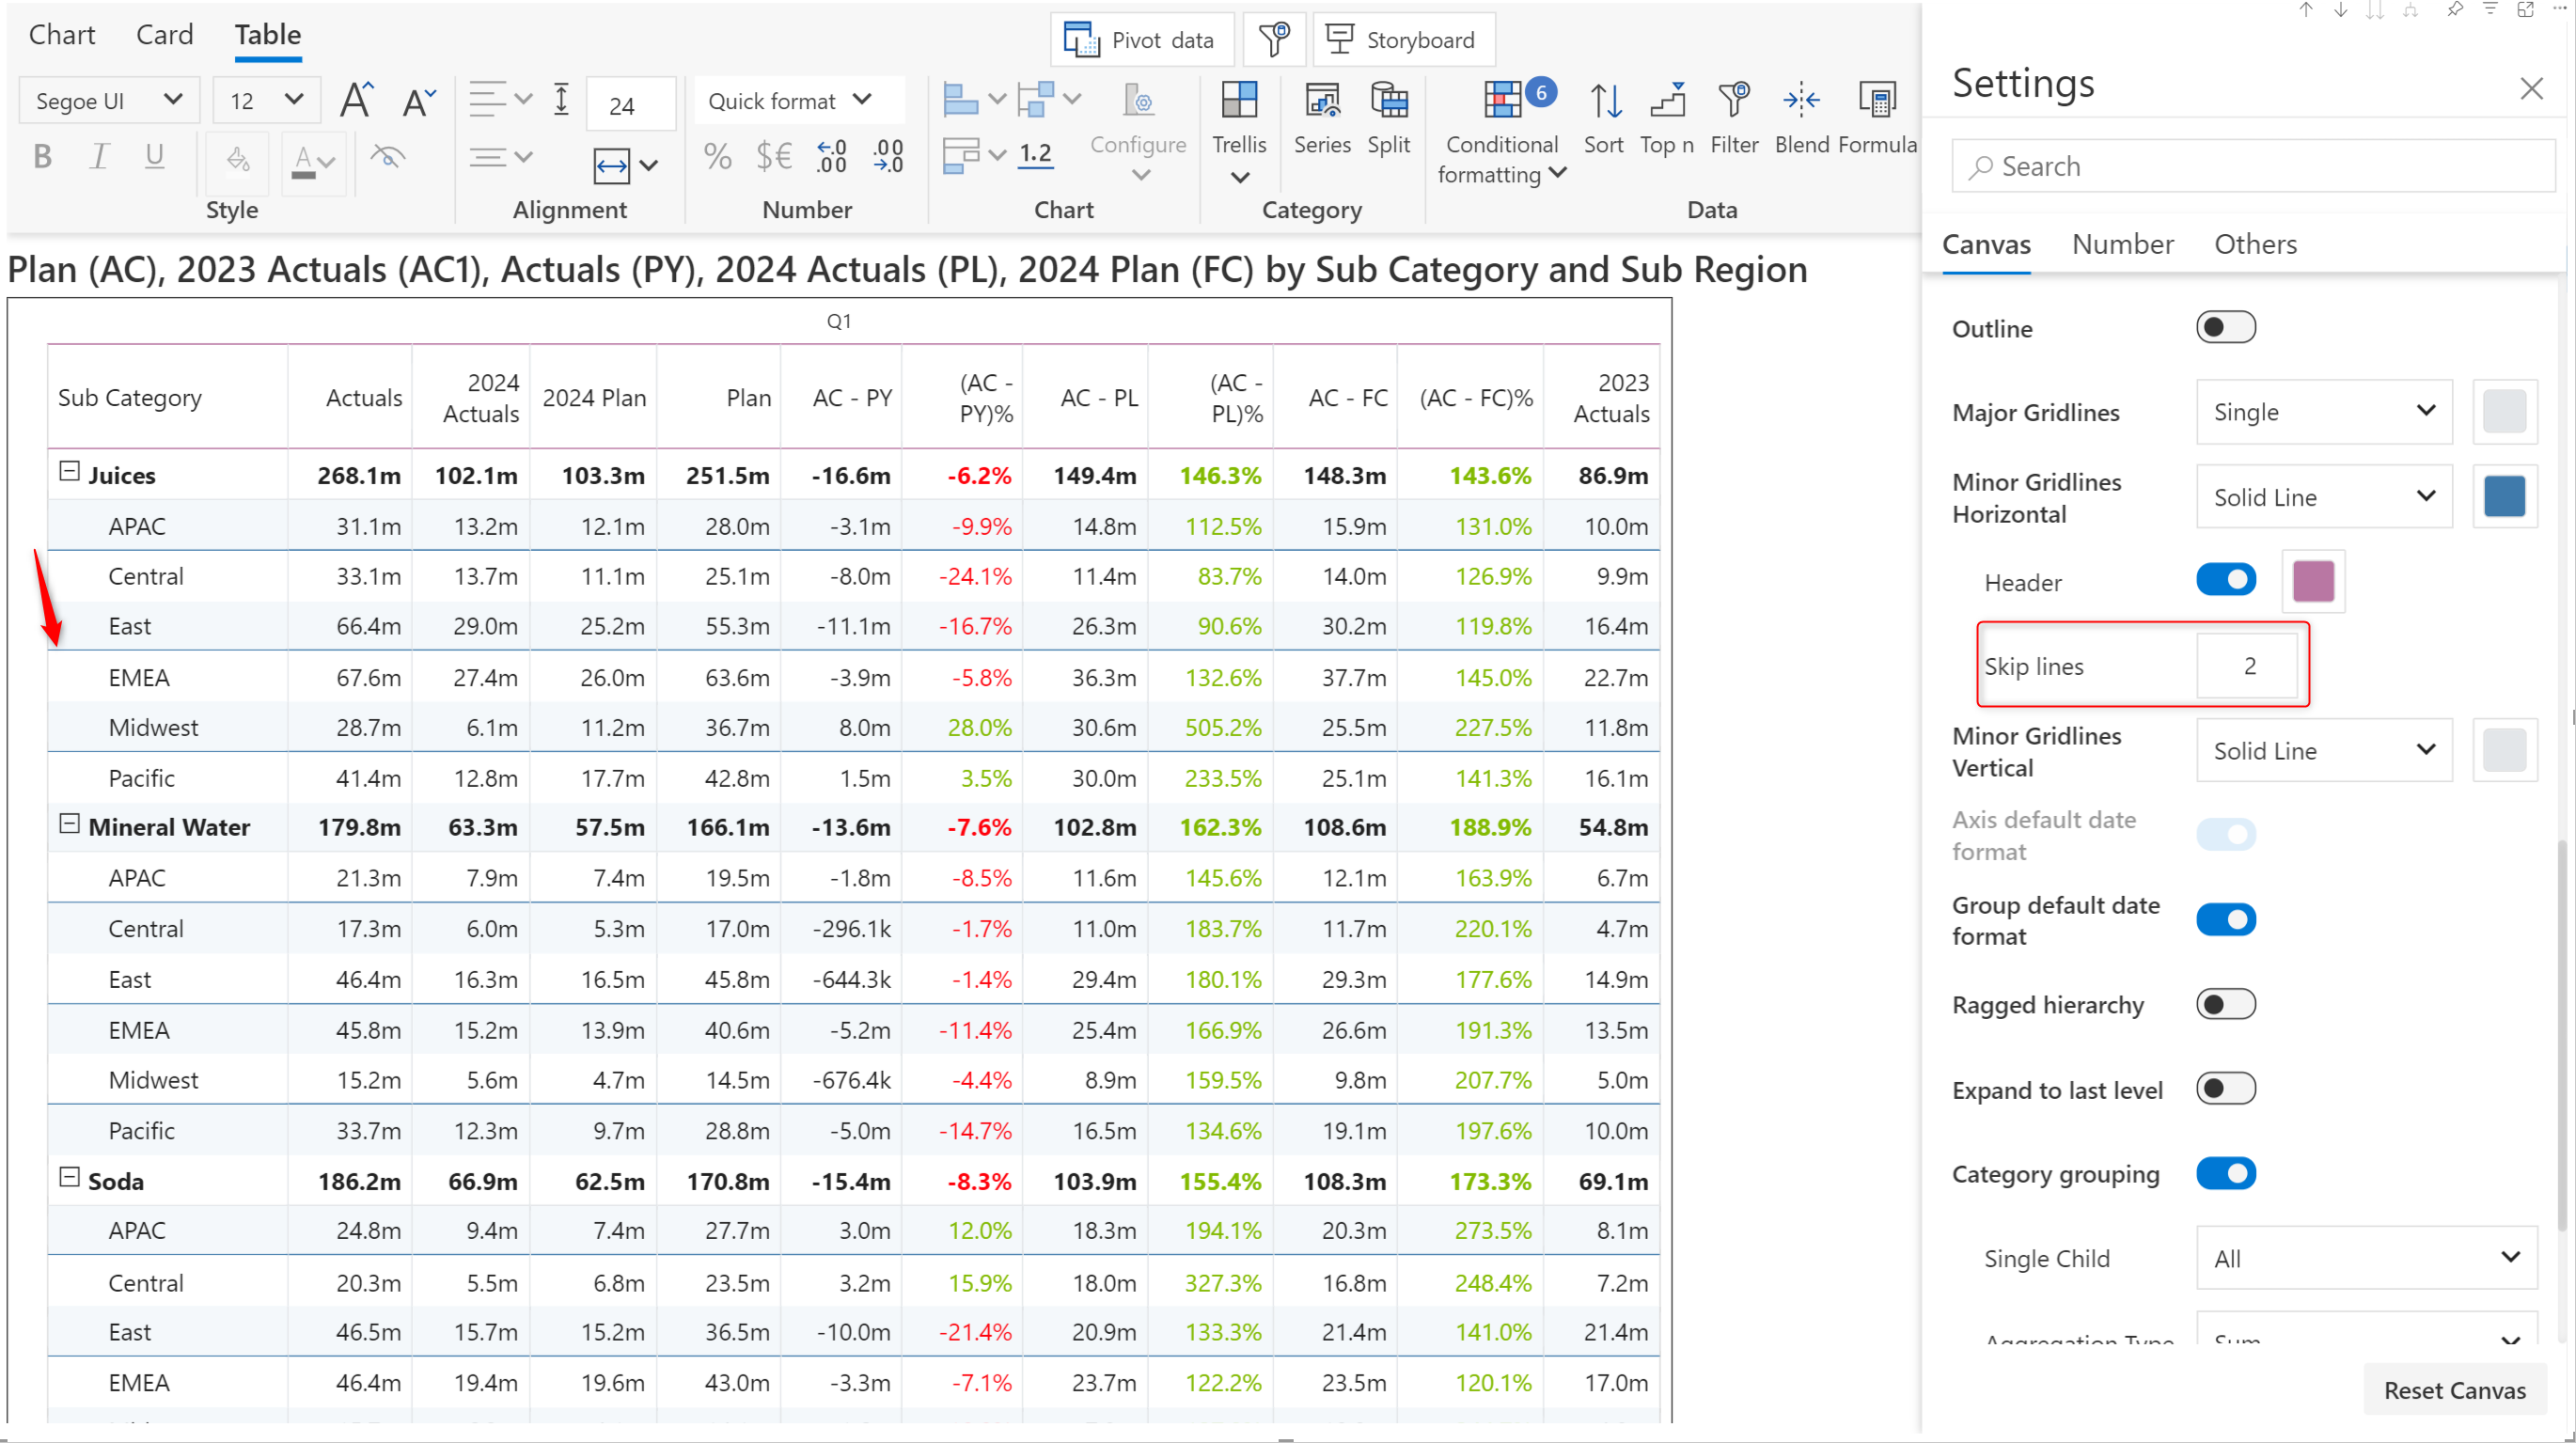 Chart Card Table
Pivot data Storyboard
Segoe UI 12 24 Quick format 6
B I U A % $€ 1.2 Configure Trellis Series Split Conditional formatting Sort Top n Filter Blend Formula
Style Alignment Number Chart Category Data
Plan (AC), 2023 Actuals (AC1), Actuals (PY), 2024 Actuals (PL), 2024 Plan (FC) by Sub Category and Sub Region
Q1
Sub Category Actuals 2024 Actuals 2024 Plan Plan AC - PY (AC - PY)% AC - PL (AC - PL)% AC - FC (AC - FC)% 2023 Actuals
Juices 268.1m 102.1m 103.3m 251.5m -16.6m -6.2% 149.4m 146.3% 148.3m 143.6% 86.9m
APAC 31.1m 13.2m 12.1m 28.0m -3.1m -9.9% 14.8m 112.5% 15.9m 131.0% 10.0m
Central 33.1m 13.7m 11.1m 25.1m -8.0m -24.1% 11.4m 83.7% 14.0m 126.9% 9.9m
East 66.4m 29.0m 25.2m 55.3m -11.1m -16.7% 26.3m 90.6% 30.2m 119.8% 16.4m
EMEA 67.6m 27.4m 26.0m 63.6m -3.9m -5.8% 36.3m 132.6% 37.7m 145.0% 22.7m
Midwest 28.7m 6.1m 11.2m 36.7m 8.0m 28.0% 30.6m 505.2% 25.5m 227.5% 11.8m
Pacific 41.4m 12.8m 17.7m 42.8m 1.5m 3.5% 30.0m 233.5% 25.1m 141.3% 16.1m
Mineral Water 179.8m 63.3m 57.5m 166.1m -13.6m -7.6% 102.8m 162.3% 108.6m 188.9% 54.8m
APAC 21.3m 7.9m 7.4m 19.5m -1.8m -8.5% 11.6m 145.6% 12.1m 163.9% 6.7m
Central 17.3m 6.0m 5.3m 17.0m -296.1k -1.7% 11.0m 183.7% 11.7m 220.1% 4.7m
East 46.4m 16.3m 16.5m 45.8m -644.3k -1.4% 29.4m 180.1% 29.3m 177.6% 14.9m
EMEA 45.8m 15.2m 13.9m 40.6m -5.2m -11.4% 25.4m 166.9% 26.6m 191.3% 13.5m
Midwest 15.2m 5.6m 4.7m 14.5m -676.4k -4.4% 8.9m 159.5% 9.8m 207.7% 5.0m
Pacific 33.7m 12.3m 9.7m 28.8m -5.0m -14.7% 16.5m 134.6% 19.1m 197.6% 10.0m
Soda 186.2m 66.9m 62.5m 170.8m -15.4m -8.3% 103.9m 155.4% 108.3m 173.3% 69.1m
APAC 24.8m 9.4m 7.4m 27.7m 3.0m 12.0% 18.3m 194.1% 20.3m 273.5% 8.1m
Central 20.3m 5.5m 6.8m 23.5m 3.2m 15.9% 18.0m 327.3% 16.8m 248.4% 7.2m
East 46.5m 15.7m 15.2m 36.5m -10.0m -21.4% 20.9m 133.3% 21.4m 141.0% 21.4m
EMEA 46.4m 19.4m 19.6m 43.0m -3.3m -7.1% 23.7m 122.2% 23.5m 120.1% 17.0m
Settings
Search
Canvas Number Others
Outline
Major Gridlines Single
Minor Gridlines Horizontal Solid Line
Header
Skip lines 2
Minor Gridlines Vertical Solid Line
Axis default date format
Group default date format
Ragged hierarchy
Expand to last level
Category grouping
Single Child All
Aggregation Type Sum
Reset Canvas